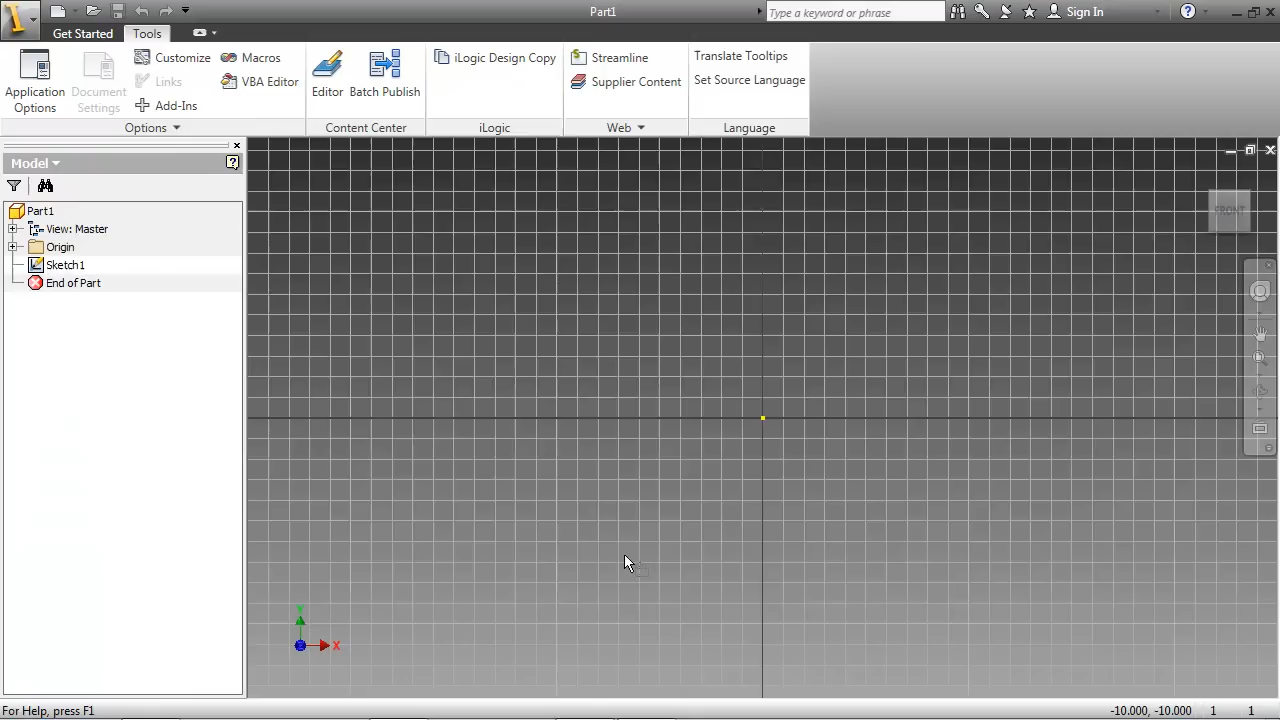 Part1
Type a keyword or phrase
Sign In
Get Started
Tools
Application Options
Document Settings
Customize
Links
Add-Ins
Macros
VBA Editor
Options
Editor
Batch Publish
Content Center
iLogic Design Copy
iLogic
Streamline
Supplier Content
Web
Translate Tooltips
Set Source Language
Language
Model
Part1
View: Master
Origin
Sketch1
End of Part
FRONT
Y
X
For Help, press F1
-10.000, -10.000
1
1